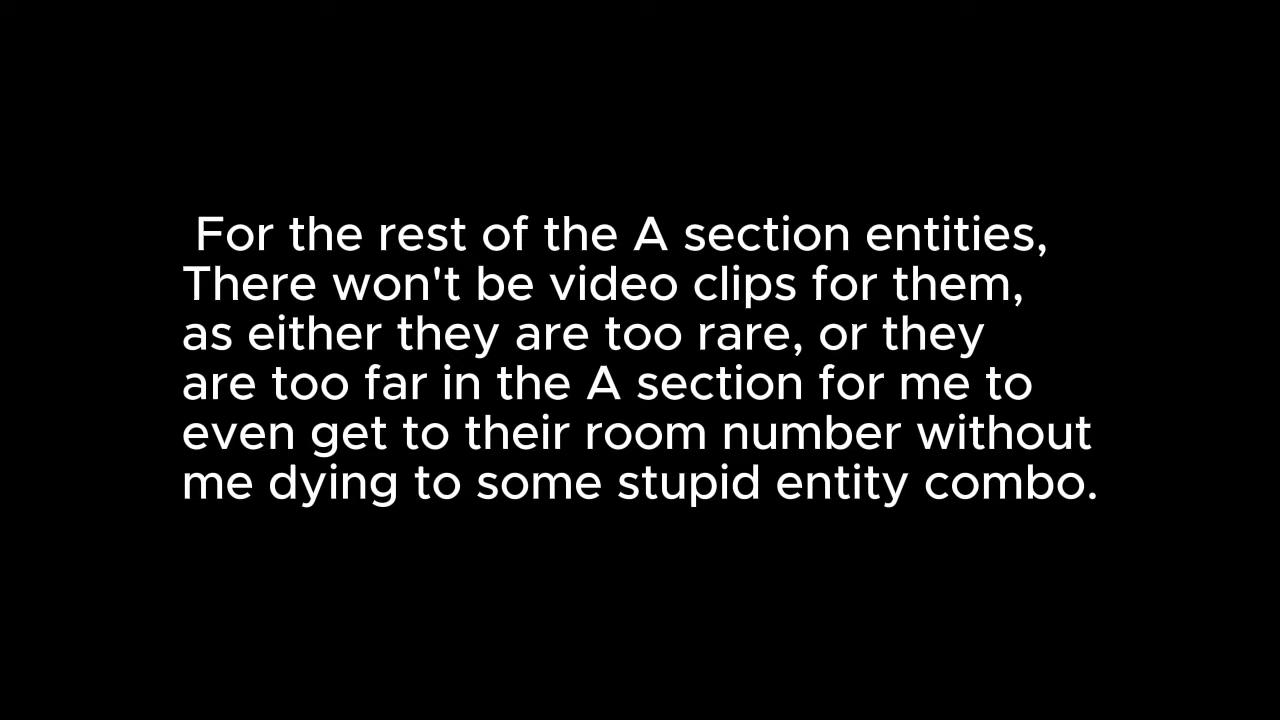 For the rest of the A section entities,
There won't be video clips for them,
as either they are too rare, or they
are too far in the A section for me to
even get to their room number without
me dying to some stupid entity combo.